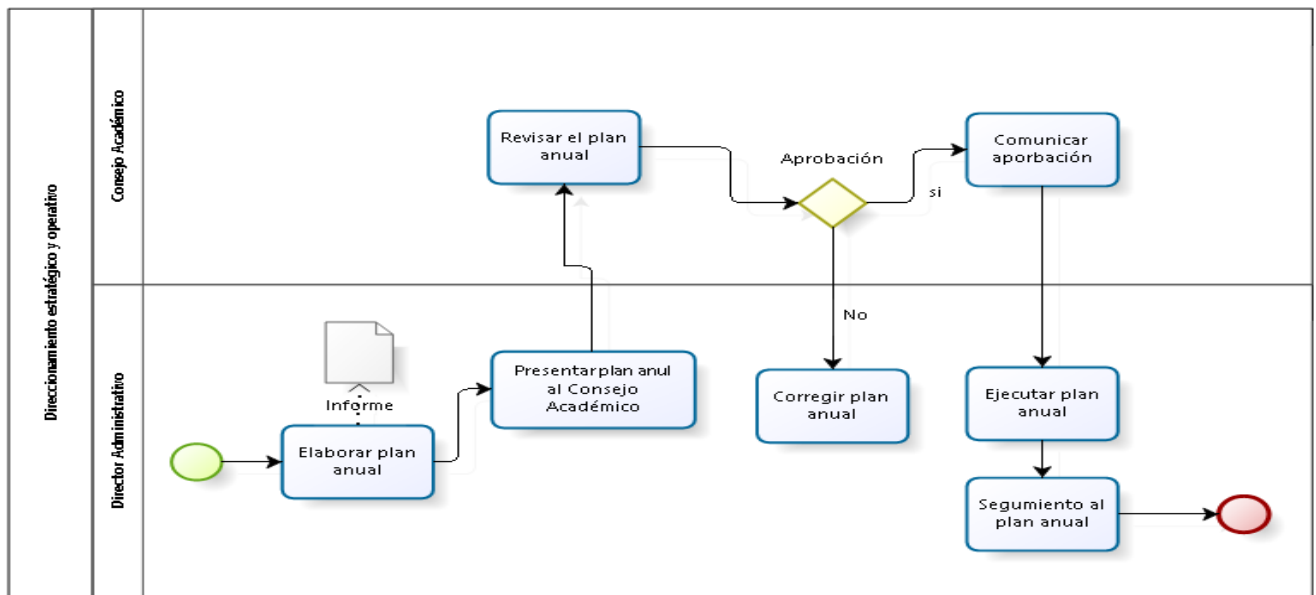 Direccionamiento estratégico y operativo
Consejo Académico
Revisar el plan
anual
Aprobación
si
Comunicar
aporbación
No
Director Administrativo
Informe
Elaborar plan
anual
Presentar plan anul
al Consejo
Académico
Corregir plan
anual
Ejecutar plan
anual
Segumiento al
plan anual